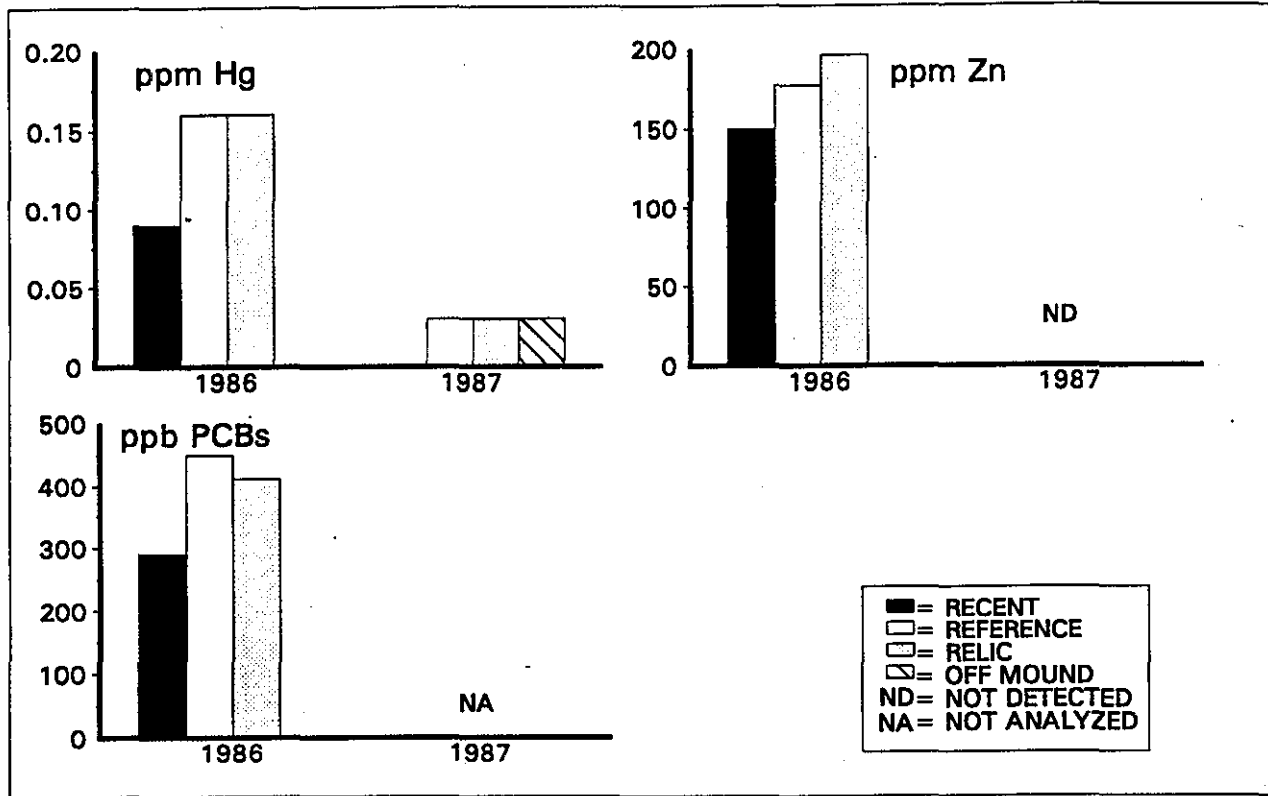 ppm Hg
0.20
0.15
0.10
0.05
0
1986 1987
ppm Zn
200
150
100
50
0
ND
1986 1987
ppb PCBs
500
400
300
200
100
0
NA
1986 1987
= RECENT
= REFERENCE
= RELIC
= OFF MOUND
ND= NOT DETECTED
NA= NOT ANALYZED